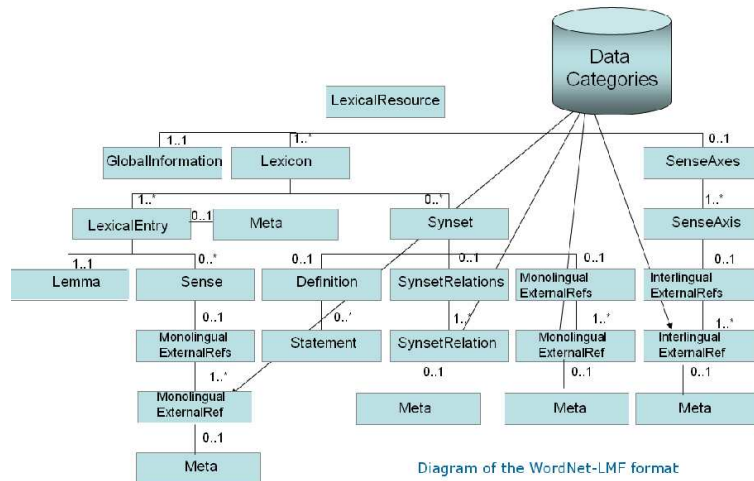 Data
Categories
LexicalResource
1..1
1..*
0..1
GlobalInformation
Lexicon
SenseAxes
1..*
0..*
1..*
LexicalEntry
0..1
Meta
Synset
SenseAxis
1..1
0..*
0..1
0..1
0..1
0..1
Lemma
Sense
Definition
SynsetRelations
Monolingual
ExternalRefs
Interlingual
ExternalRefs
0..1
0..*
1..*
1..*
1..*
Monolingual
ExternalRefs
Statement
SynsetRelation
Monolingual
ExternalRef
Interlingual
ExternalRef
1..*
0..1
0..1
0..1
Monolingual
ExternalRef
Meta
Meta
Meta
0..1
Meta
Diagram of the WordNet-LMF format